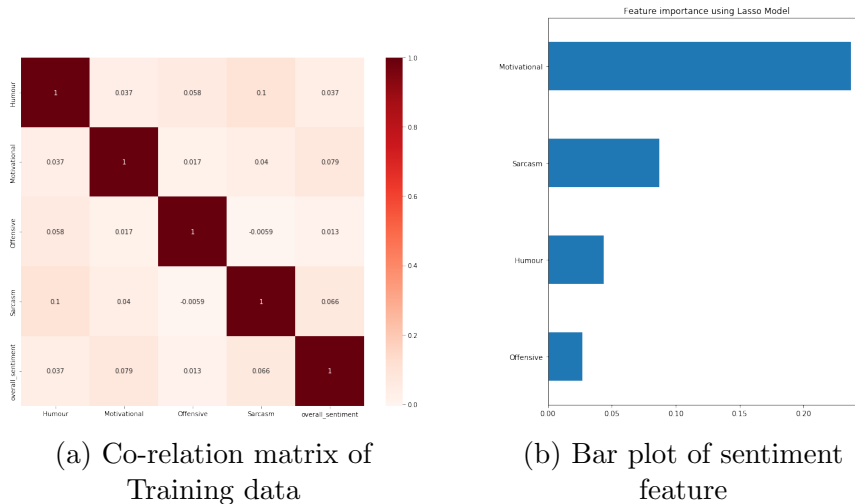 Humour
Motivational
Offensive
Sarcasm
overall_sentiment
1 0.037 0.058 0.1 0.037
0.037 1 0.017 0.04 0.079
0.058 0.017 1 -0.0059 0.013
0.1 0.04 -0.0059 1 0.066
0.037 0.079 0.013 0.066 1
Humour Motivational Offensive Sarcasm overall_sentiment
1.0
0.8
0.6
0.4
0.2
0.0
(a) Co-relation matrix of
Training data
Feature importance using Lasso Model
Motivational
Sarcasm
Humour
Offensive
0.00 0.05 0.10 0.15 0.20
(b) Bar plot of sentiment
feature